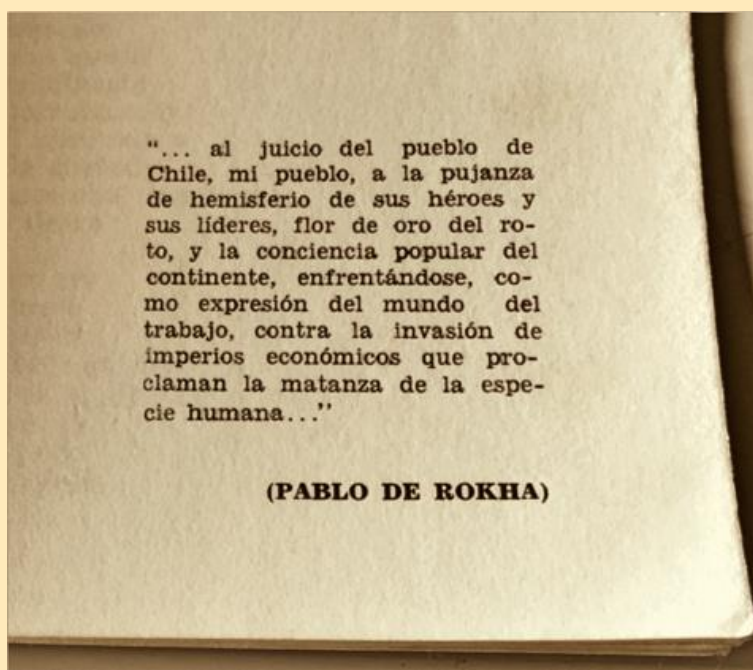 “... al juicio del pueblo de
Chile, mi pueblo, a la pujanza
de hemisferio de sus héroes y
sus líderes, flor de oro del ro-
to, y la conciencia popular del
continente, enfrentándose, co-
mo expresión del mundo del
trabajo, contra la invasión de
imperios económicos que pro-
claman la matanza de la espe-
cie humana...”
(PABLO DE ROKHA)